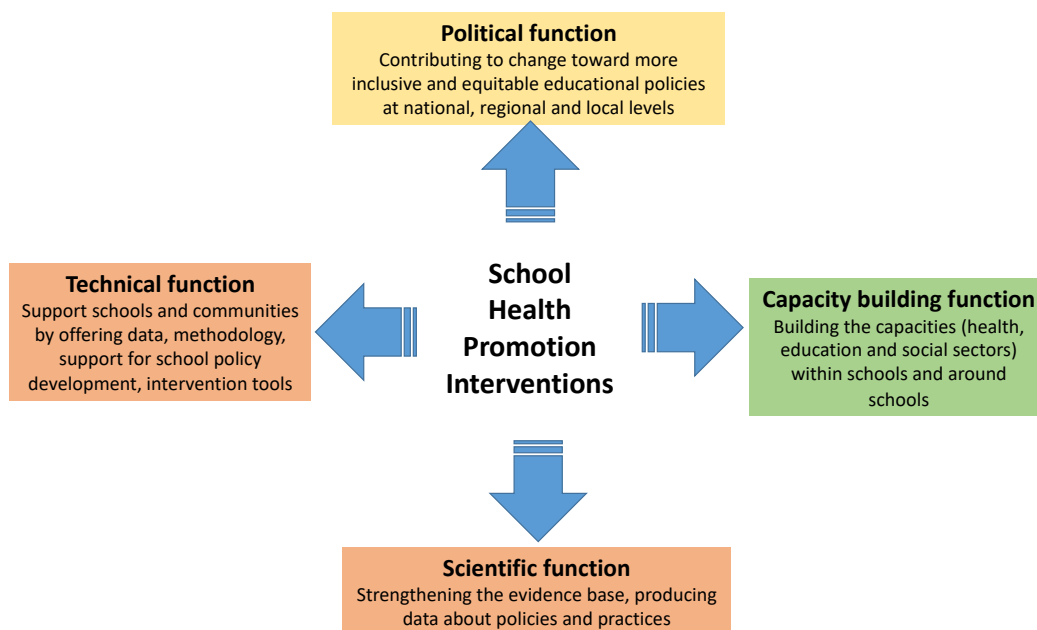 Political function
Contributing to change toward more
inclusive and equitable educational policies
at national, regional and local levels
Technical function
Support schools and communities
by offering data, methodology,
support for school policy
development, intervention tools
School
Health
Promotion
Interventions
Capacity building function
Building the capacities (health,
education and social sectors)
within schools and around
schools
Scientific function
Strengthening the evidence base, producing
data about policies and practices